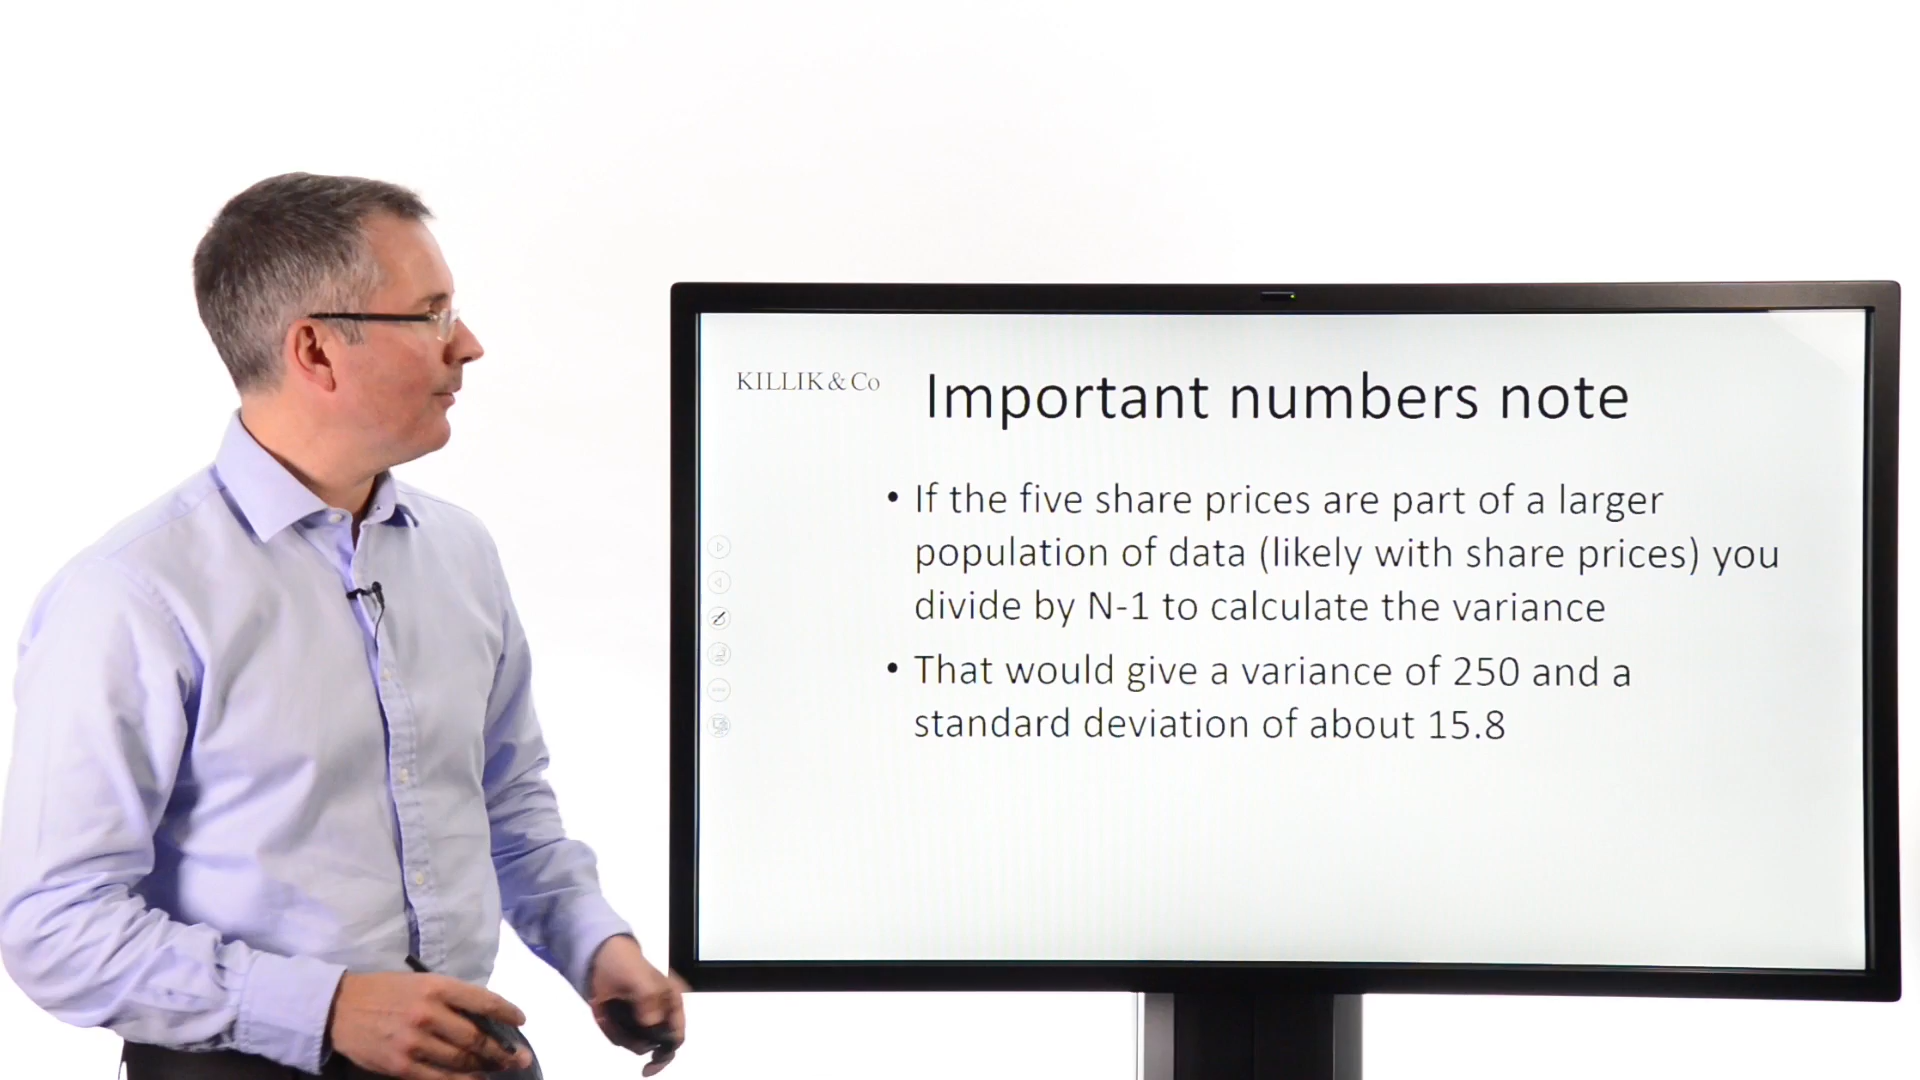 KILLIK & Co
Important numbers note
• If the five share prices are part of a larger
population of data (likely with share prices) you
divide by N-1 to calculate the variance
• That would give a variance of 250 and a
standard deviation of about 15.8